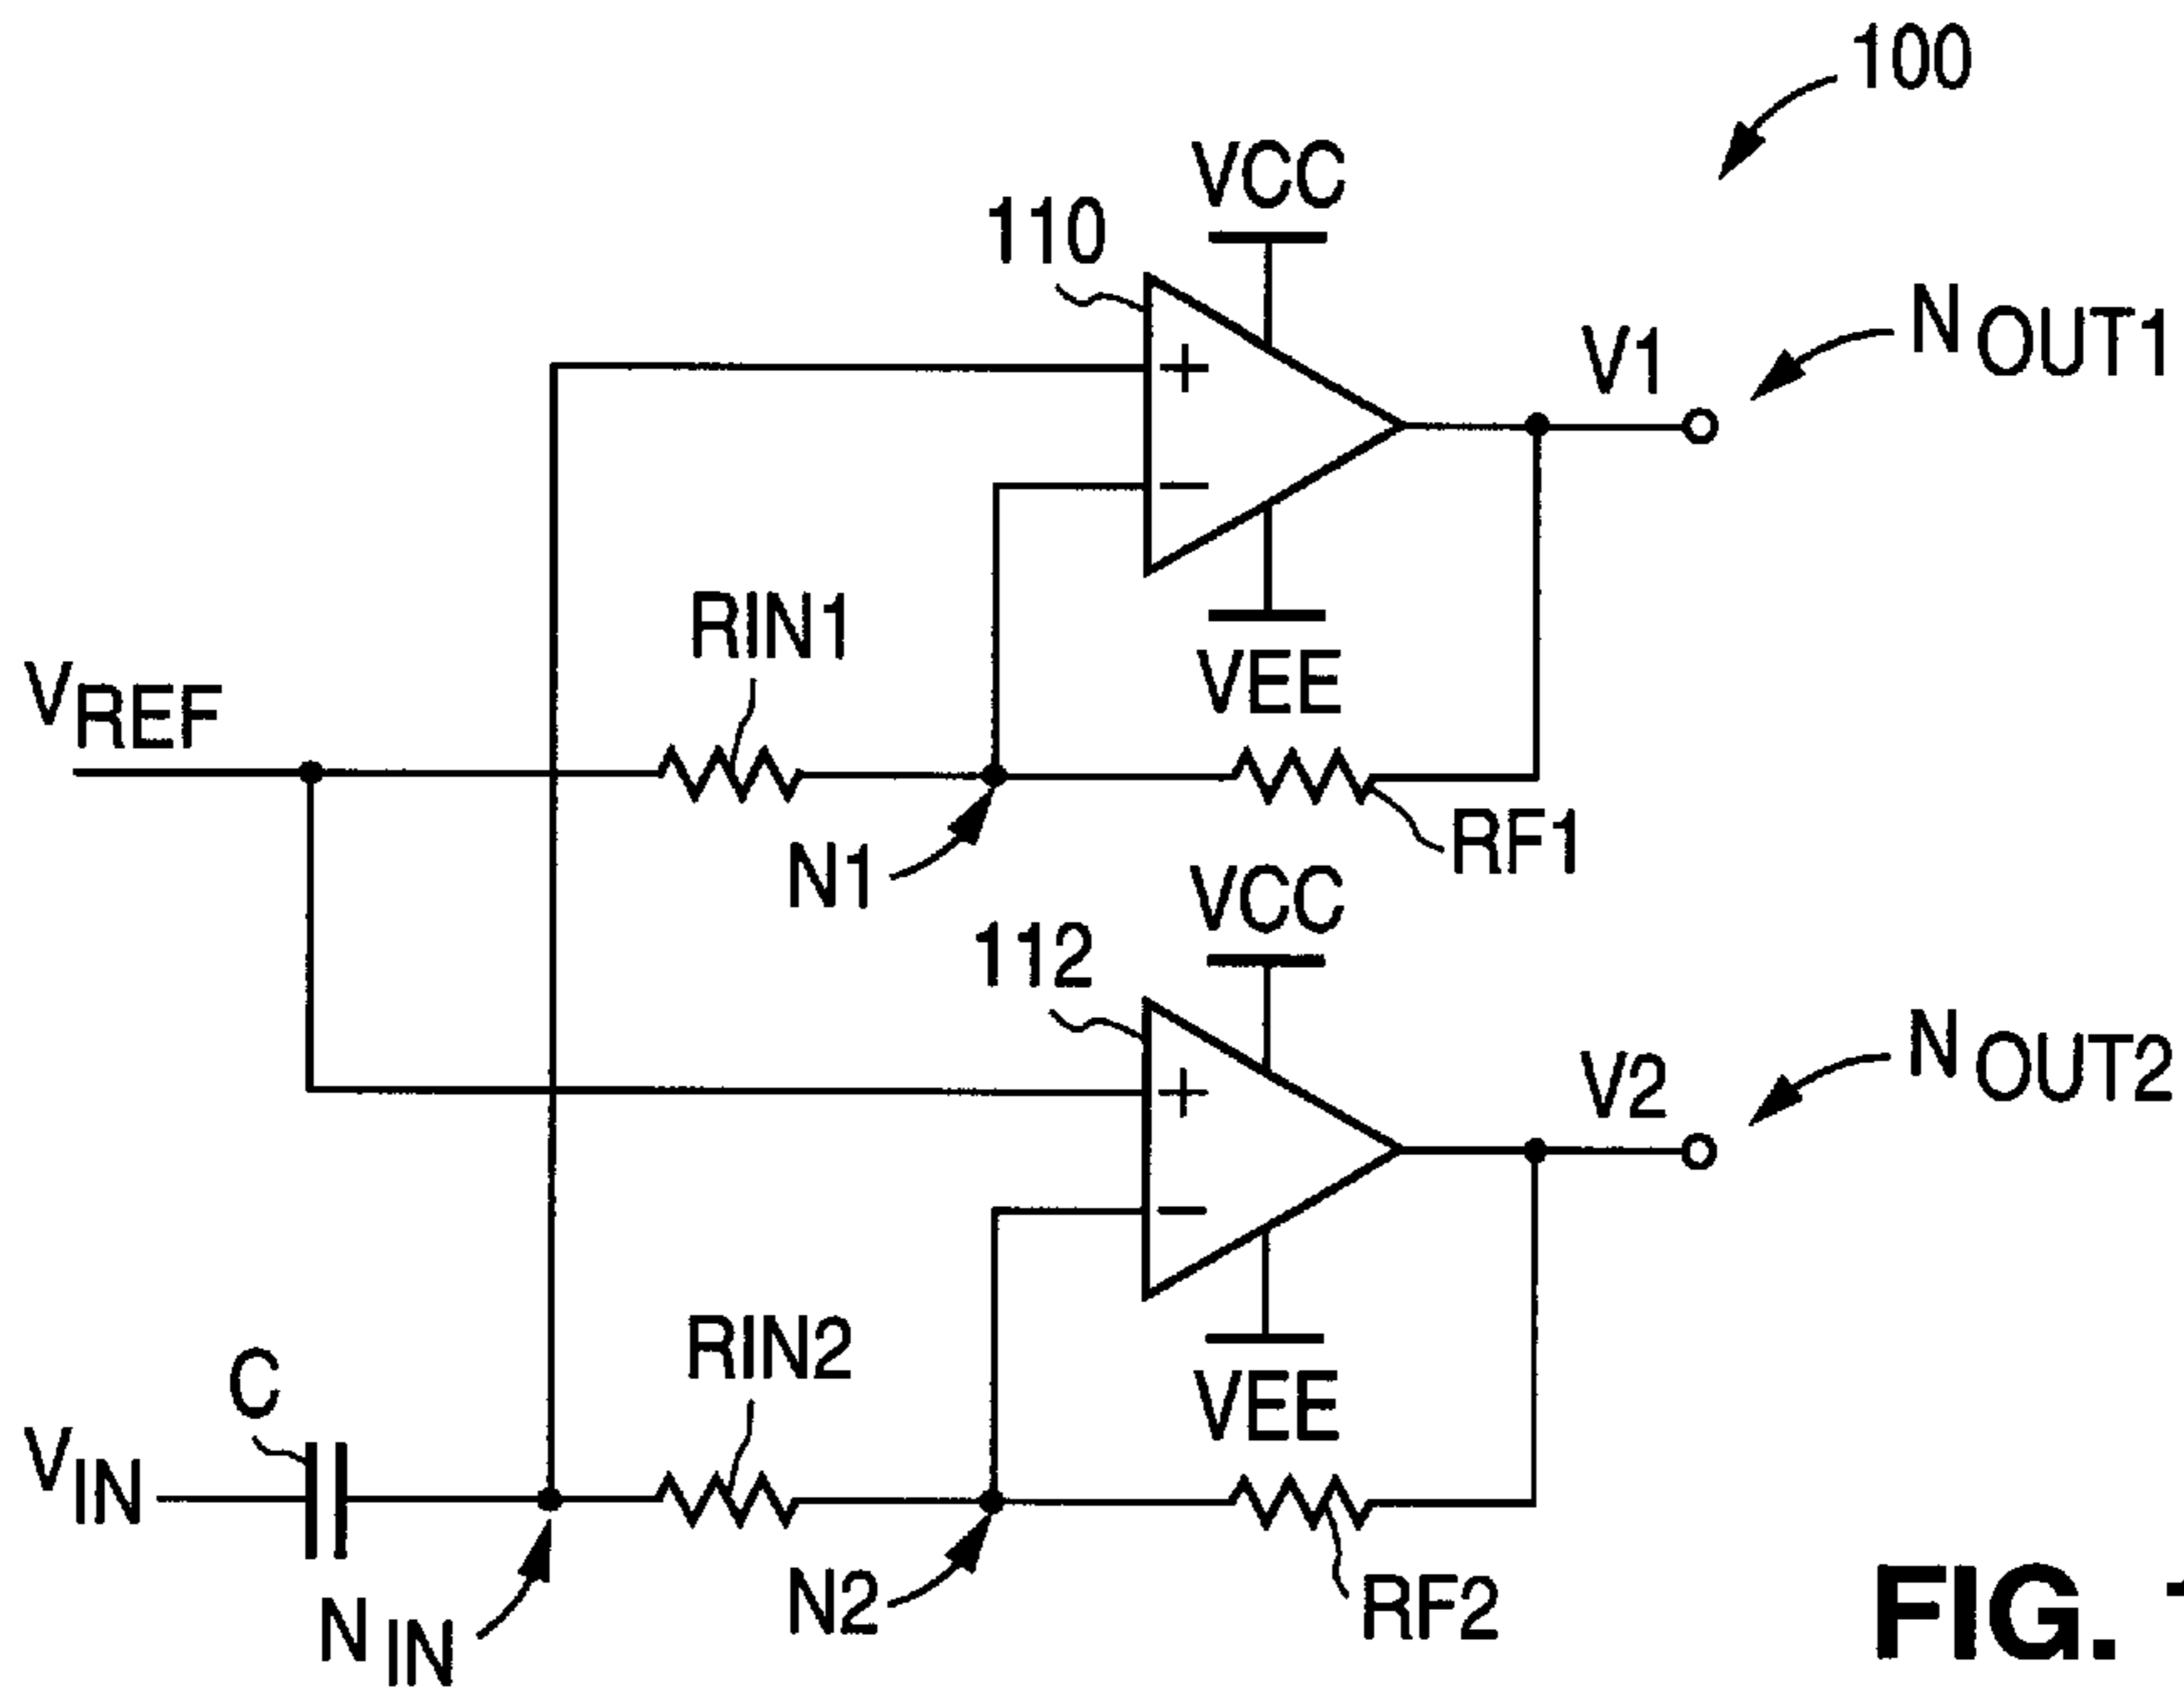 100
VCC
110
V1
NOUT1
+
−
RIN1
VEE
VREF
N1
RF1
VCC
112
V2
NOUT2
+
−
RIN2
VEE
C
VIN
NIN
N2
RF2
FIG.